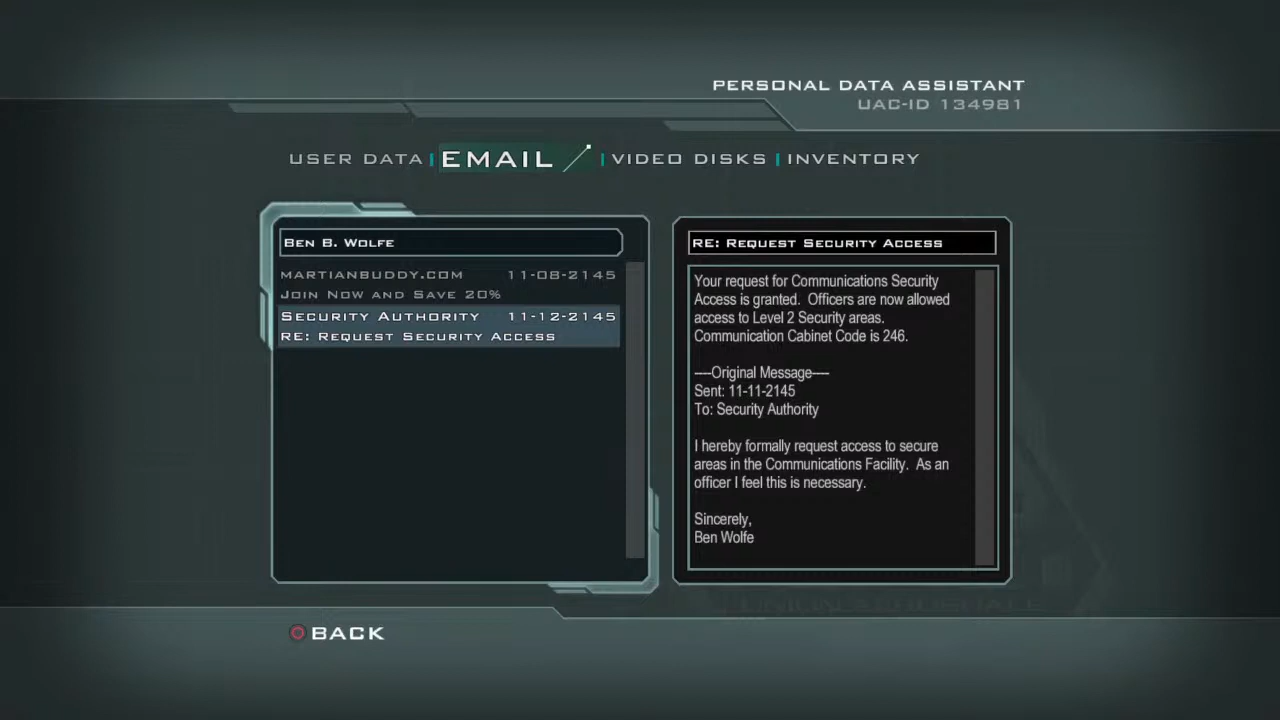 PERSONAL DATA ASSISTANT
UAC-ID 134981
USER DATA EMAIL VIDEO DISKS INVENTORY
BEN B. WOLFE
MARTIANBUDDY.COM 11-08-2145
JOIN NOW AND SAVE 20%
SECURITY AUTHORITY 11-12-2145
RE: REQUEST SECURITY ACCESS
RE: REQUEST SECURITY ACCESS
Your request for Communications Security
Access is granted.  Officers are now allowed
access to Level 2 Security areas.
Communication Cabinet Code is 246.
----Original Message----
Sent: 11-11-2145
To: Security Authority
I hereby formally request access to secure
areas in the Communications Facility.  As an
officer I feel this is necessary.
Sincerely,
Ben Wolfe
BACK